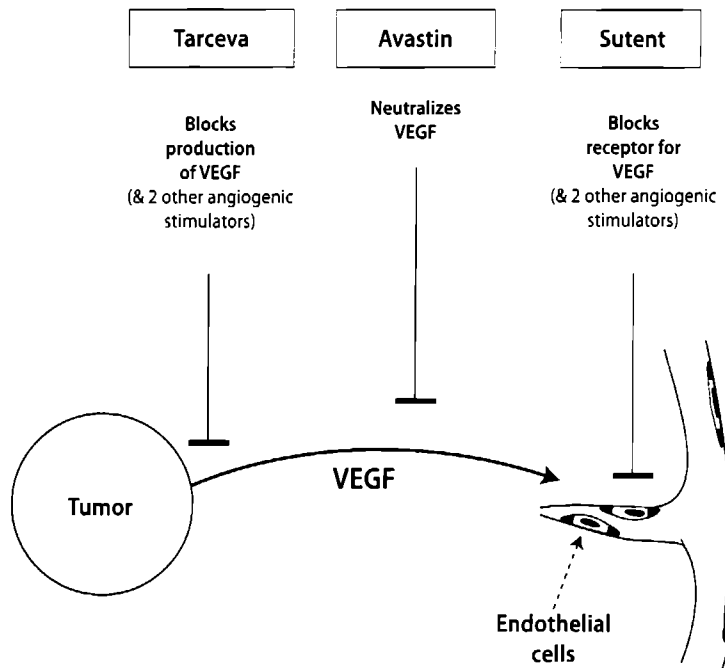 Tarceva
Blocks
production
of VEGF
(& 2 other angiogenic
stimulators)
Avastin
Neutralizes
VEGF
Sutent
Blocks
receptor for
VEGF
(& 2 other angiogenic
stimulators)
Tumor
VEGF
Endothelial
cells